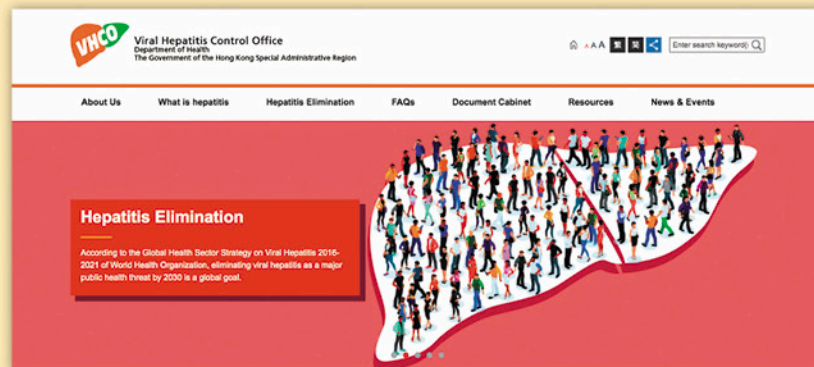 VHCO
Viral Hepatitis Control Office
Department of Health
The Government of the Hong Kong Special Administrative Region
A A A 繁 简 Enter search keyword(s)
About Us What is hepatitis Hepatitis Elimination FAQs Document Cabinet Resources News & Events
Hepatitis Elimination
According to the Global Health Sector Strategy on Viral Hepatitis 2016-
2021 of World Health Organization, eliminating viral hepatitis as a major
public health threat by 2030 is a global goal.